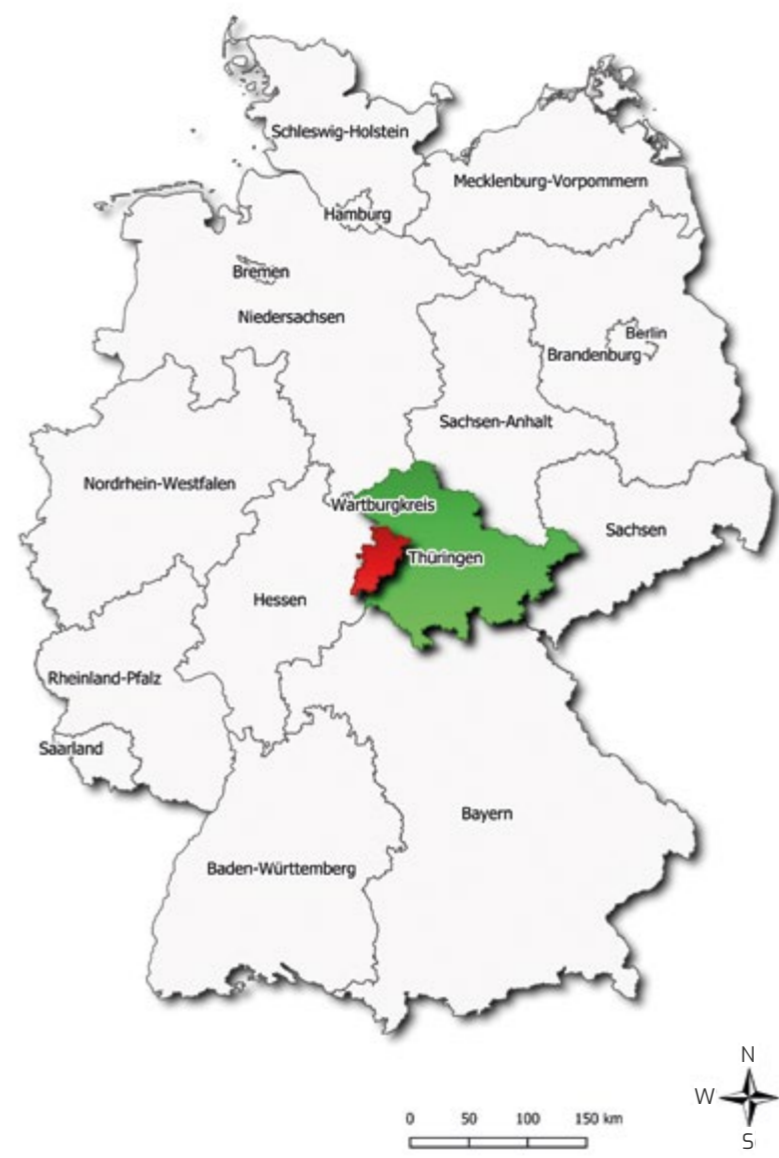 Schleswig-Holstein
Mecklenburg-Vorpommern
Hamburg
Bremen
Niedersachsen
Berlin
Brandenburg
Sachsen-Anhalt
Nordrhein-Westfalen
Wartburgkreis
Sachsen
Thüringen
Hessen
Rheinland-Pfalz
Saarland
Bayern
Baden-Württemberg
N
W
S
0 50 100 150 km